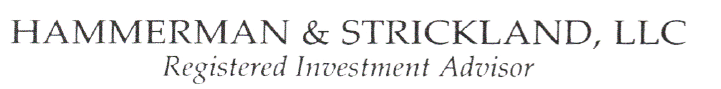 HAMMERMAN & STRICKLAND, LLC
Registered Investment Advisor